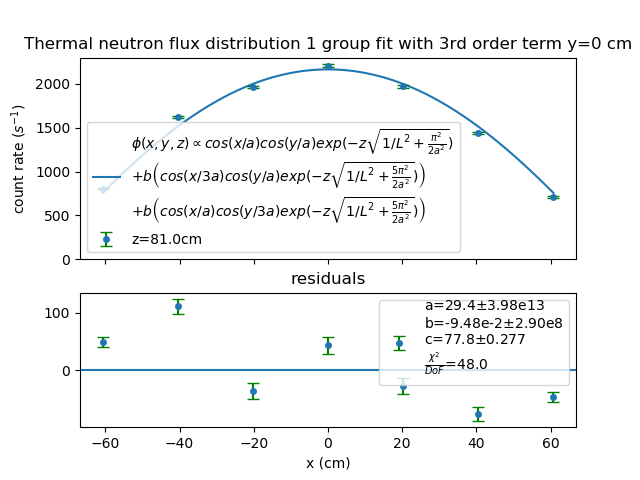 Thermal neutron flux distribution 1 group fit with 3rd order term y=0 cm
count rate (s⁻¹)
2000
1500
1000
500
0
ϕ(x, y, z) ∝ cos(x/a)cos(y/a)exp(−z√(1/L² + π²/2a²))
+b(cos(x/3a)cos(y/a)exp(−z√(1/L² + 5π²/2a²)))
+b(cos(x/a)cos(y/3a)exp(−z√(1/L² + 5π²/2a²)))
z=81.0cm
residuals
100
0
a=29.4±3.98e13
b=-9.48e-2±2.90e8
c=77.8±0.277
χ²/DoF=48.0
−60 −40 −20 0 20 40 60
x (cm)